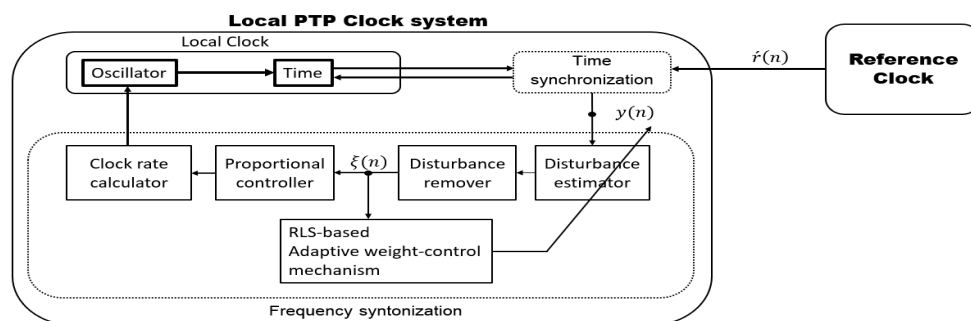 Local PTP Clock system
Local Clock
Oscillator
Time
Time
synchronization
ŕ(n)
Reference
Clock
y(n)
Clock rate
calculator
Proportional
controller
ξ(n)
Disturbance
remover
Disturbance
estimator
RLS-based
Adaptive weight-control
mechanism
Frequency syntonization